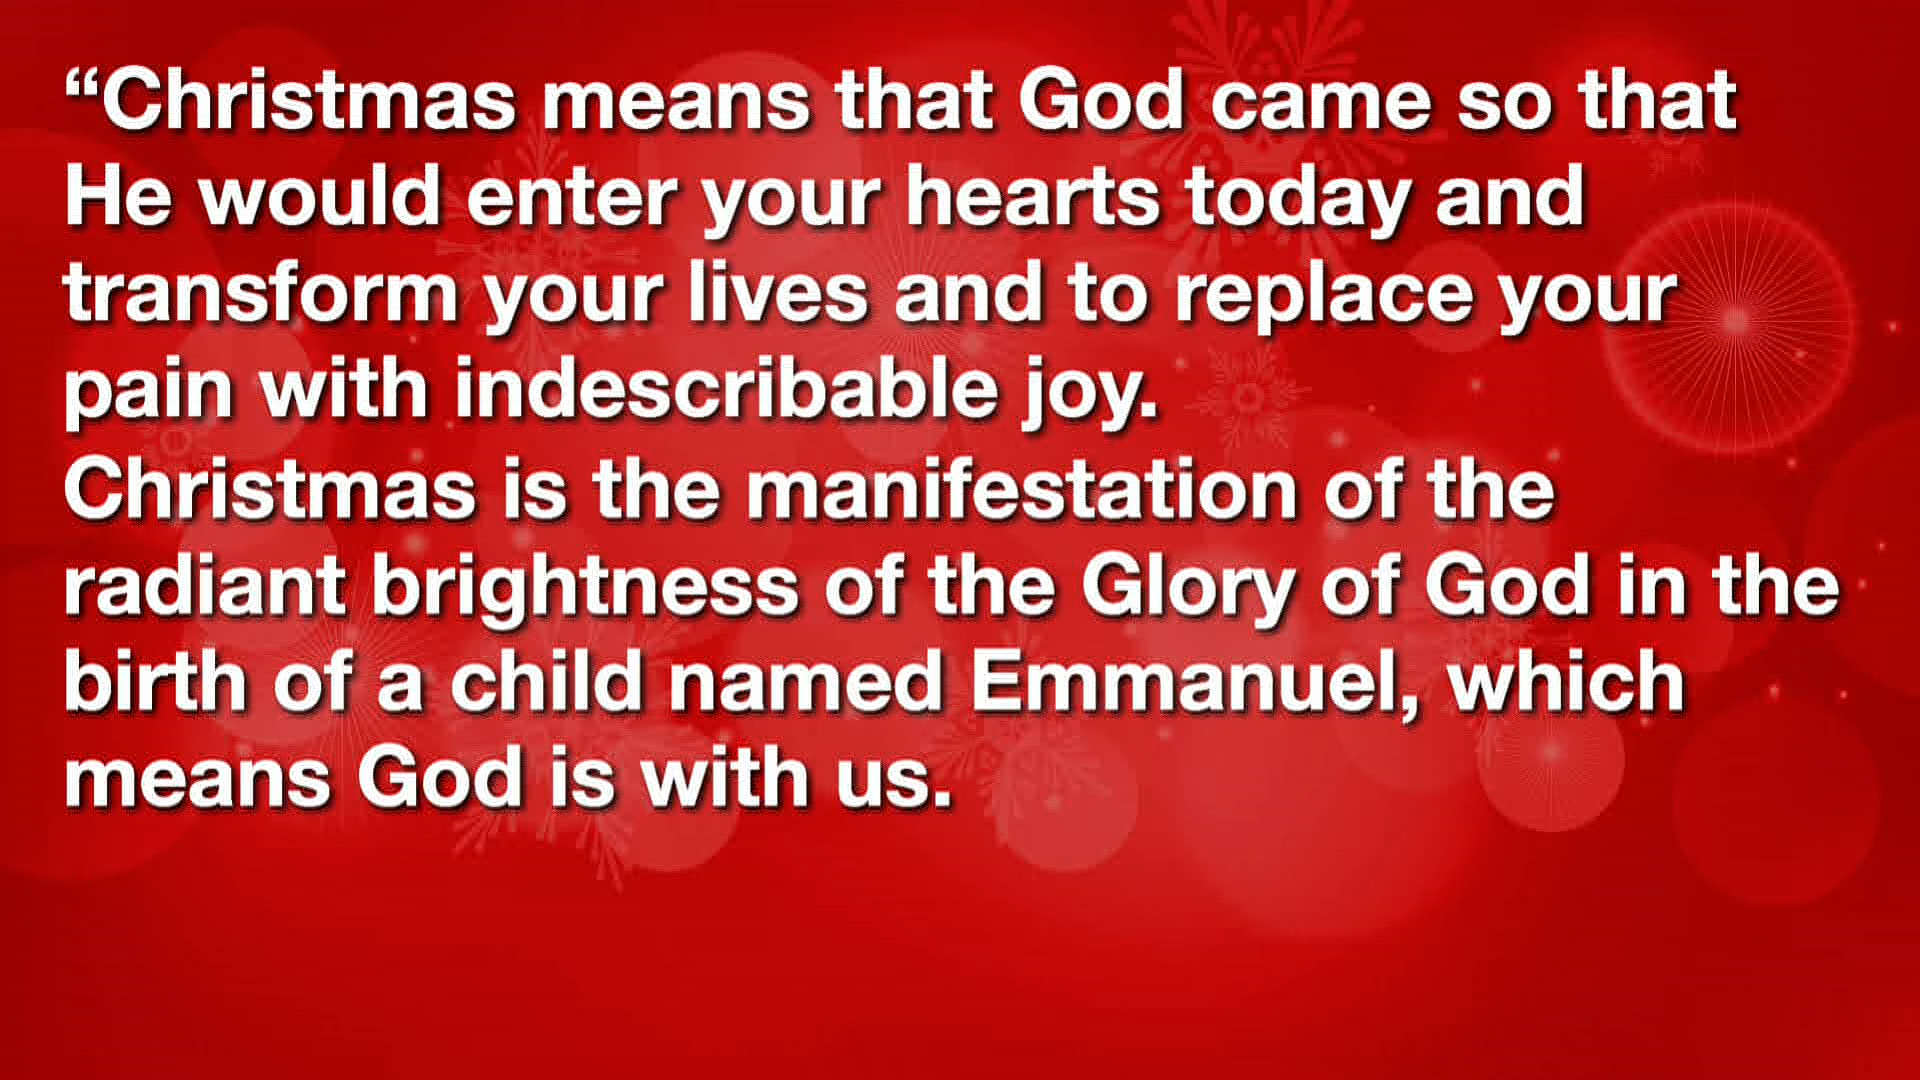 “Christmas means that God came so that
He would enter your hearts today and
transform your lives and to replace your
pain with indescribable joy.
Christmas is the manifestation of the
radiant brightness of the Glory of God in the
birth of a child named Emmanuel, which
means God is with us.